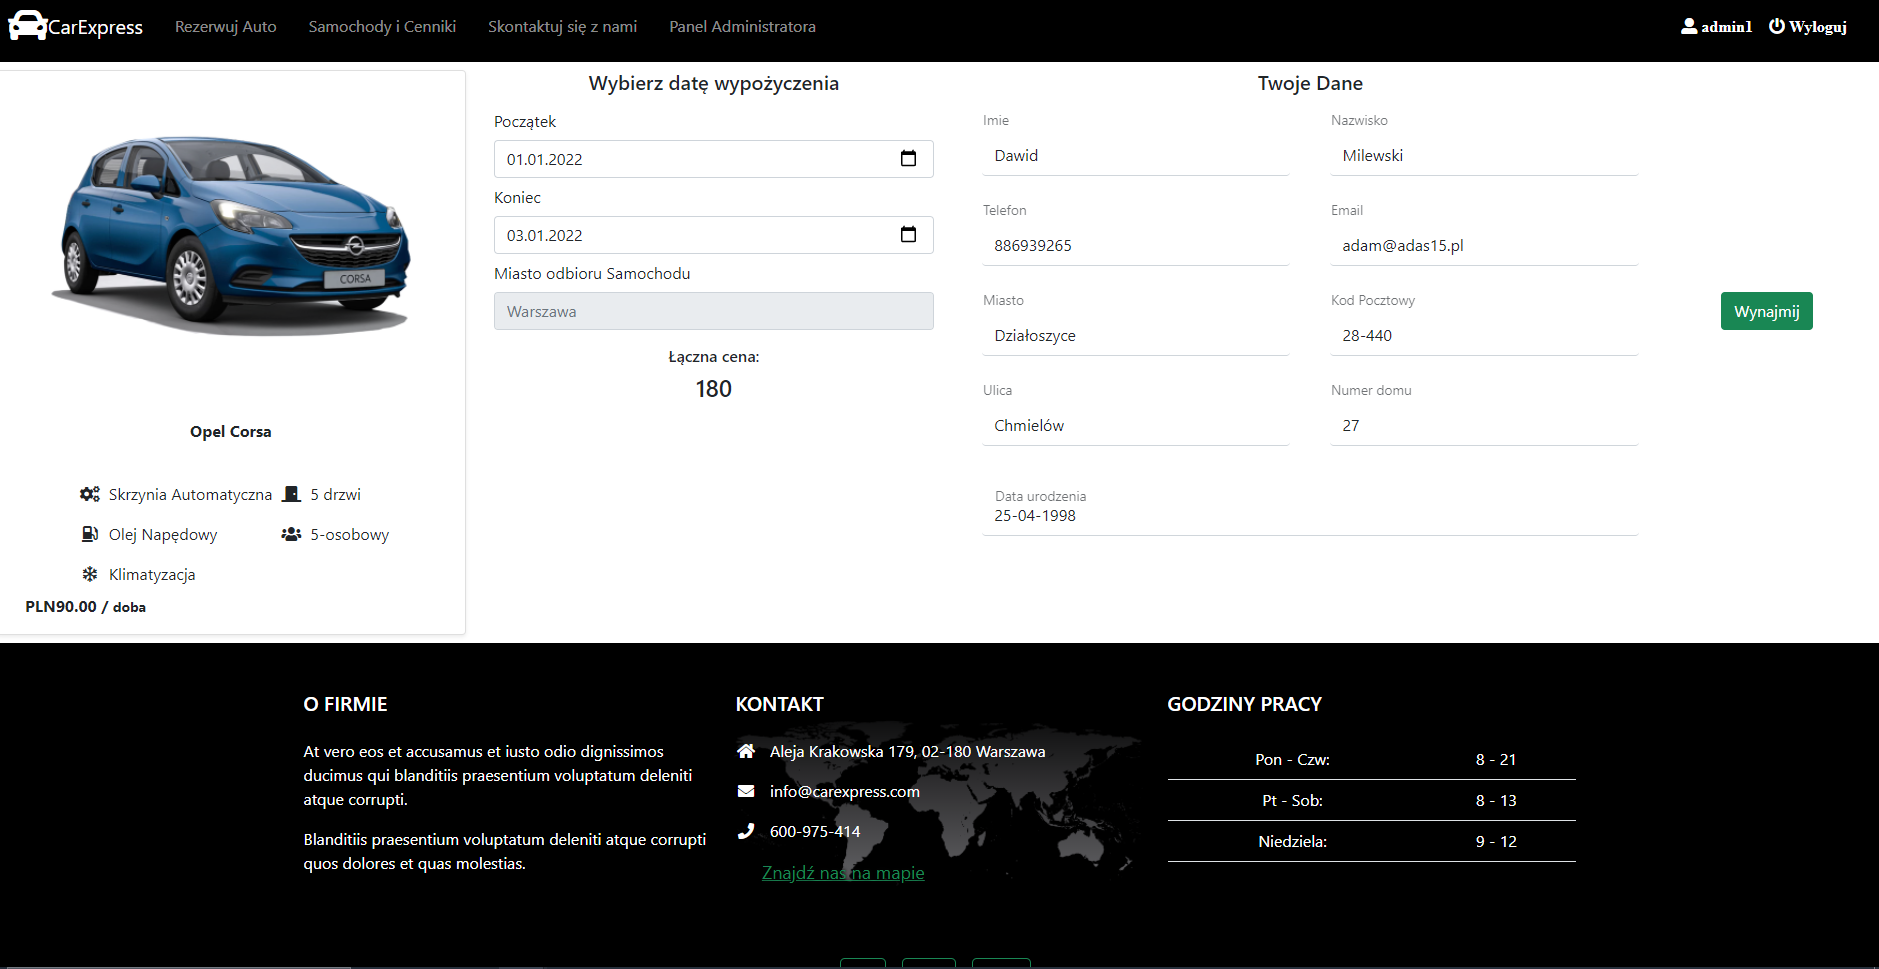 CarExpress Rezerwuj Auto Samochody i Cenniki Skontaktuj się z nami Panel Administratora admin1 Wyloguj
CORSA
Opel Corsa
Skrzynia Automatyczna 5 drzwi
Olej Napędowy 5-osobowy
Klimatyzacja
PLN90.00 / doba
Wybierz datę wypożyczenia
Początek
01.01.2022
Koniec
03.01.2022
Miasto odbioru Samochodu
Warszawa
Łączna cena:
180
Twoje Dane
Imie Nazwisko
Dawid Milewski
Telefon Email
886939265 adam@adas15.pl
Miasto Kod Pocztowy
Działoszyce 28-440
Ulica Numer domu
Chmielów 27
Data urodzenia
25-04-1998
Wynajmij
O FIRMIE
At vero eos et accusamus et iusto odio dignissimos
ducimus qui blanditiis praesentium voluptatum deleniti
atque corrupti.
Blanditiis praesentium voluptatum deleniti atque corrupti
quos dolores et quas molestias.
KONTAKT
Aleja Krakowska 179, 02-180 Warszawa
info@carexpress.com
600-975-414
Znajdź nas na mapie
GODZINY PRACY
Pon - Czw: 8 - 21
Pt - Sob: 8 - 13
Niedziela: 9 - 12